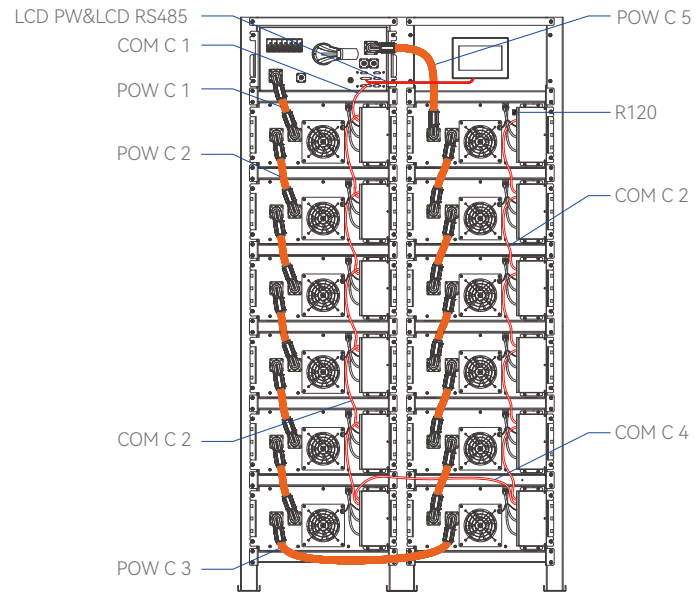 LCD PW&LCD RS485
POW C 5
COM C 1
POW C 1
R120
POW C 2
COM C 2
COM C 2
COM C 4
POW C 3